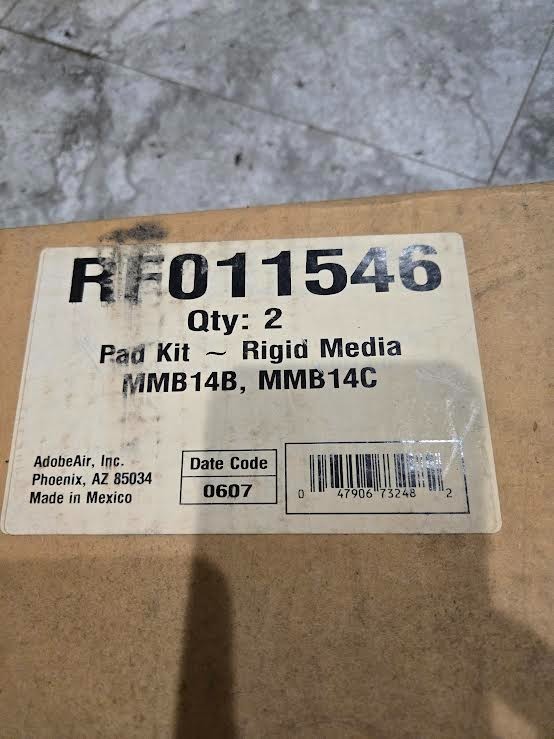 RF011546
Qty: 2
Pad Kit ~ Rigid Media
MMB14B, MMB14C
AdobeAir, Inc.
Phoenix, AZ 85034
Made in Mexico
Date Code
0607
0 47906 73248 2